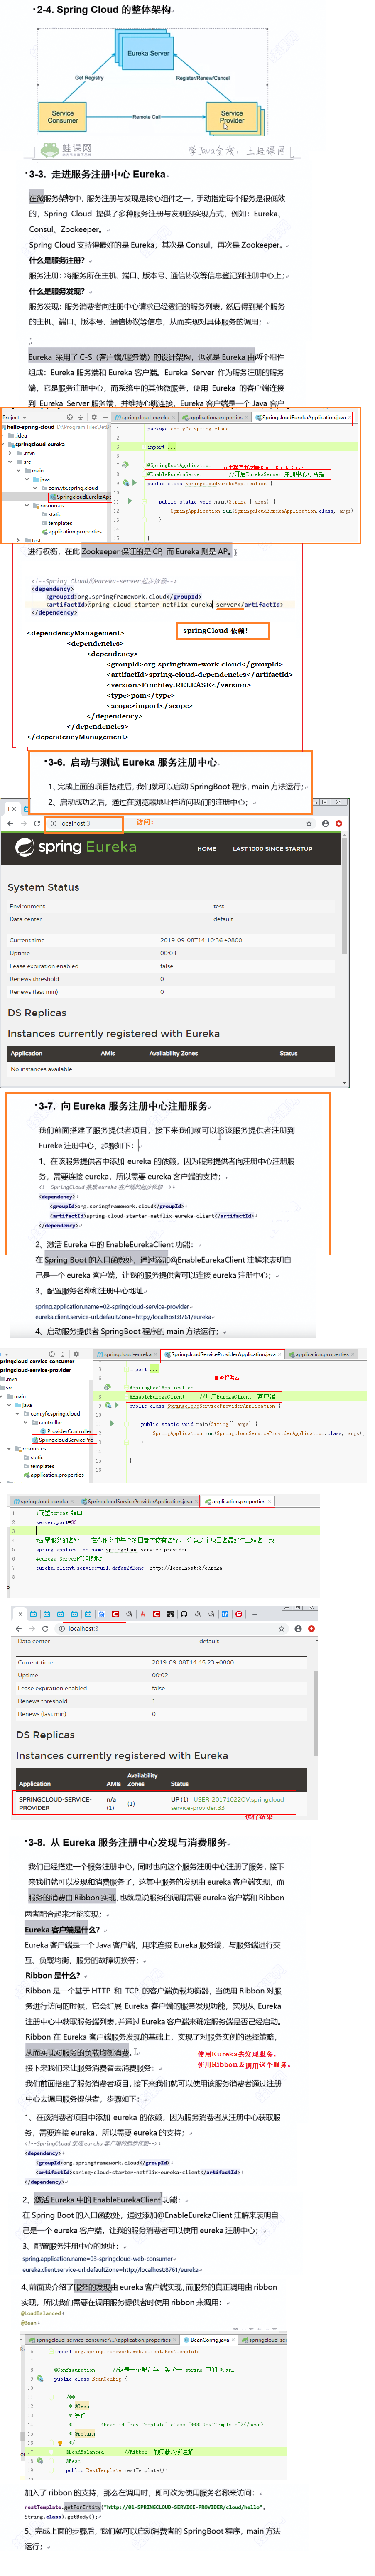 ·2-4. Spring Cloud 的整体架构
Eureka Server
Get Registry
Register/Renew/Cancel
Service Consumer
Remote Call
Service Provider
蛙课网
学Java全栈，上蛙课网
·3-3. 走进服务注册中心 Eureka
在微服务架构中，服务注册与发现是核心组件之一，手动指定每个服务是很低效
的，Spring Cloud 提供了多种服务注册与发现的实现方式，例如：Eureka、
Consul、Zookeeper。
Spring Cloud 支持得最好的是 Eureka，其次是 Consul，再次是 Zookeeper。
什么是服务注册？
服务注册：将服务所在主机、端口、版本号、通信协议等信息登记到注册中心上；
什么是服务发现？
服务发现：服务消费者向注册中心请求已经登记的服务列表，然后得到某个服务
的主机、端口、版本号、通信协议等信息，从而实现对具体服务的调用；
Eureka 采用了 C-S（客户端/服务端）的设计架构，也就是 Eureka 由两个组件
组成：Eureka 服务端和 Eureka 客户端。Eureka Server 作为注册服务的服务
端，它是服务注册中心，而系统中的其他微服务，使用 Eureka 的客户端连接
到 Eureka Server 服务端，并维持心跳连接，Eureka 客户端是一个 Java 客户
Project
springcloud-eureka
application.properties
SpringcloudEurekaApplication.java
hello-spring-cloud
.idea
springcloud-eureka
.mvn
src
main
java
com.yfx.spring.cloud
SpringcloudEurekaApp
resources
static
templates
application.properties
test
package com.yfx.spring.cloud;
import ...
@SpringBootApplication
@EnableEurekaServer //开启EurekaServer 注册中心服务端
public class SpringcloudEurekaApplication {
public static void main(String[] args) {
SpringApplication.run(SpringcloudEurekaApplication.class, args);
}
}
进行权衡，在此 Zookeeper 保证的是 CP, 而 Eureka 则是 AP。
<!--Spring Cloud的eureka-server起步依赖-->
<dependency>
<groupId>org.springframework.cloud</groupId>
<artifactId>spring-cloud-starter-netflix-eureka-server</artifactId>
</dependency>
springCloud 依赖！
<dependencyManagement>
<dependencies>
<dependency>
<groupId>org.springframework.cloud</groupId>
<artifactId>spring-cloud-dependencies</artifactId>
<version>Finchley.RELEASE</version>
<type>pom</type>
<scope>import</scope>
</dependency>
</dependencies>
</dependencyManagement>
·3-6. 启动与测试 Eureka 服务注册中心
1、完成上面的项目搭建后，我们就可以启动 SpringBoot 程序，main 方法运行；
2、启动成功之后，通过在浏览器地址栏访问我们的注册中心；
localhost:3
访问：
spring Eureka
HOME
LAST 1000 SINCE STARTUP
System Status
Environment test
Data center default
Current time 2019-09-08T14:10:36 +0800
Uptime 00:03
Lease expiration enabled false
Renews threshold 0
Renews (last min) 0
DS Replicas
Instances currently registered with Eureka
Application AMIs Availability Zones Status
No instances available
·3-7. 向 Eureka 服务注册中心注册服务
我们前面搭建了服务提供者项目，接下来我们就可以将该服务提供者注册到
Eureke 注册中心，步骤如下：
1、在该服务提供者中添加 eureka 的依赖，因为服务提供者向注册中心注册服
务，需要连接 eureka，所以需要 eureka 客户端的支持；
<!--SpringCloud 集成 eureka 客户端的起步依赖-->
<dependency>
<groupId>org.springframework.cloud</groupId>
<artifactId>spring-cloud-starter-netflix-eureka-client</artifactId>
</dependency>
2、激活 Eureka 中的 EnableEurekaClient 功能：
在 Spring Boot 的入口函数处，通过添加@EnableEurekaClient 注解来表明自
己是一个 eureka 客户端，让我的服务提供者可以连接 eureka 注册中心；
3、配置服务名称和注册中心地址
spring.application.name=02-springcloud-service-provider
eureka.client.service-url.defaultZone=http://localhost:8761/eureka
4、启动服务提供者 SpringBoot 程序的 main 方法运行；
springcloud-eureka
SpringcloudServiceProviderApplication.java
application.properties
pringcloud-service-consumer
pringcloud-service-provider
.mvn
src
main
java
com.yfx.spring.cloud
controller
ProviderController
SpringcloudServicePro
resources
static
templates
application.properties
import ...
服务提供者
@SpringBootApplication
@EnableEurekaClient //开启EurekaClient 客户端
public class SpringcloudServiceProviderApplication {
public static void main(String[] args) {
SpringApplication.run(SpringcloudServiceProviderApplication.class, args);
}
}
springcloud-eureka
SpringcloudServiceProviderApplication.java
application.properties
#配置tomcat 端口
server.port=33
#配置服务的名称 在微服务中每个项目都应该有名称， 注意这个项目名最好与工程名一致
spring.application.name=springcloud-service-provider
#eureka Server的连接地址
eureka.client.service-url.defaultZone= http://localhost:3/eureka
localhost:3
Data center default
Current time 2019-09-08T14:45:23 +0800
Uptime 00:02
Lease expiration enabled false
Renews threshold 1
Renews (last min) 0
DS Replicas
Instances currently registered with Eureka
Application AMIs Availability Zones Status
SPRINGCLOUD-SERVICE-PROVIDER n/a (1) (1) UP (1) - USER-20171022OV:springcloud-service-provider:33
执行结果
·3-8. 从 Eureka 服务注册中心发现与消费服务
我们已经搭建一个服务注册中心，同时也向这个服务注册中心注册了服务，接下
来我们就可以发现和消费服务了，这其中服务的发现由 eureka 客户端实现，而
服务的消费由 Ribbon 实现，也就是说服务的调用需要 eureka 客户端和 Ribbon
两者配合起来才能实现；
Eureka 客户端是什么？
Eureka 客户端是一个 Java 客户端，用来连接 Eureka 服务端，与服务端进行交
互、负载均衡，服务的故障切换等；
Ribbon 是什么？
Ribbon 是一个基于 HTTP 和 TCP 的客户端负载均衡器，当使用 Ribbon 对服
务进行访问的时候，它会扩展 Eureka 客户端的服务发现功能，实现从 Eureka
注册中心中获取服务端列表，并通过 Eureka 客户端来确定服务端是否己经启动。
Ribbon 在 Eureka 客户端服务发现的基础上，实现了对服务实例的选择策略，
从而实现对服务的负载均衡消费。
使用Eureka去发现服务，
使用Ribbon去调用这个服务。
接下来我们来让服务消费者去消费服务：
我们前面搭建了服务消费者项目，接下来我们就可以使用该服务消费者通过注册
中心去调用服务提供者，步骤如下：
1、在该消费者项目中添加 eureka 的依赖，因为服务消费者从注册中心获取服
务，需要连接 eureka，所以需要 eureka 的支持；
<!--SpringCloud 集成 eureka 客户端的起步依赖-->
<dependency>
<groupId>org.springframework.cloud</groupId>
<artifactId>spring-cloud-starter-netflix-eureka-client</artifactId>
</dependency>
2、激活 Eureka 中的 EnableEurekaClient 功能：
在 Spring Boot 的入口函数处，通过添加@EnableEurekaClient 注解来表明自
己是一个 eureka 客户端，让我的服务消费者可以使用 eureka 注册中心；
3、配置服务注册中心的地址：
spring.application.name=03-springcloud-web-consumer
eureka.client.service-url.defaultZone=http://localhost:8761/eureka
4、前面我介绍了服务的发现由 eureka 客户端实现，而服务的真正调用由 ribbon
实现，所以我们需要在调用服务提供者时使用 ribbon 来调用：
@LoadBalanced
@Bean
springcloud-service-consumer\...\application.properties
BeanConfig.java
springcloud-se
import org.springframework.web.client.RestTemplate;
@Configuration //这是一个配置类 等价于 spring 中的 *.xml
public class BeanConfig {
/**
* @Bean
* 等价于
* <bean id="restTemplate" class="***.RestTemplate"></bean>
* @return
*/
@LoadBalanced //Ribbon 的负载均衡注解
@Bean
public RestTemplate restTemplate(){
加入了 ribbon 的支持，那么在调用时，即可改为使用服务名称来访问：
restTemplate.getForEntity("http://01-SPRINGCLOUD-SERVICE-PROVIDER/cloud/hello",
String.class).getBody();
5、完成上面的步骤后，我们就可以启动消费者的 SpringBoot 程序，main 方法
运行；